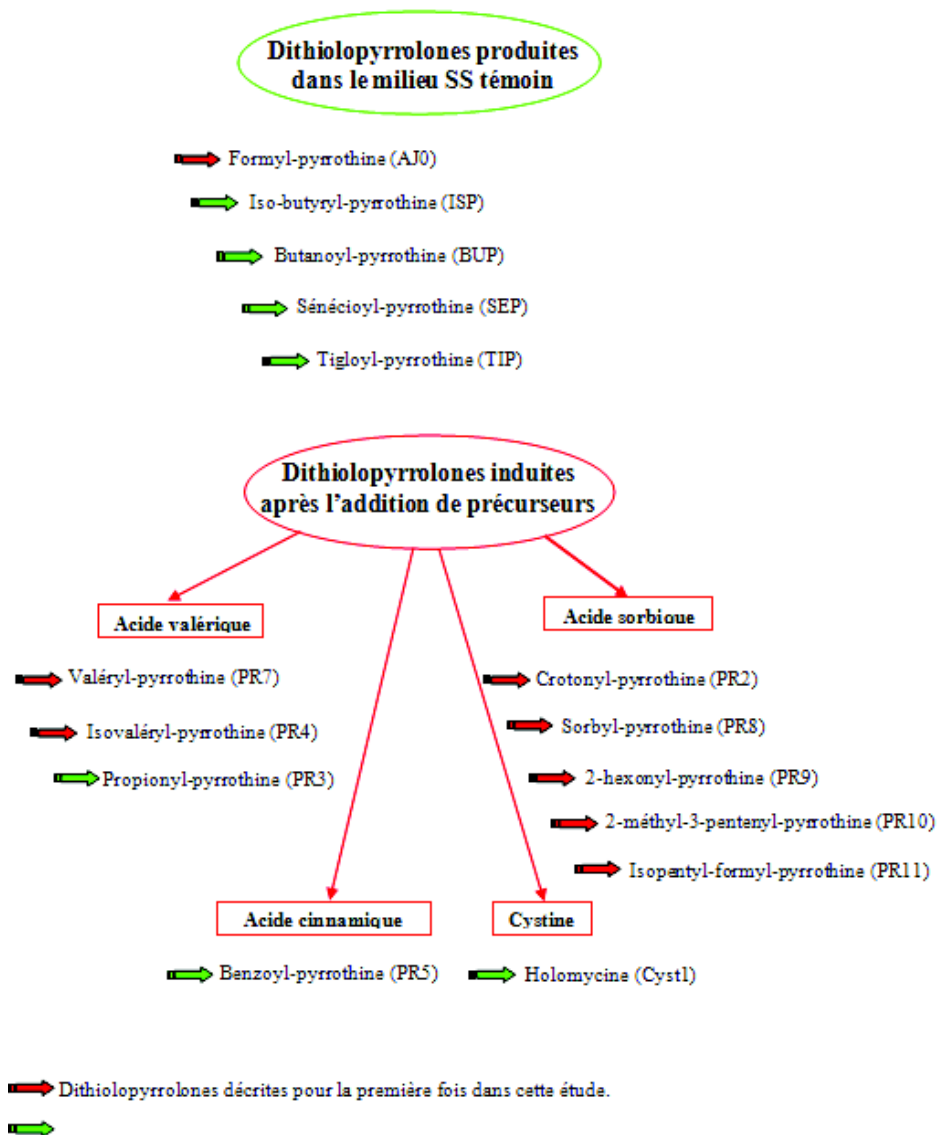 Dithiolopyrrolones produites
dans le milieu SS témoin
Formyl-pyrrothine (AJ0)
Iso-butyryl-pyrrothine (ISP)
Butanoyl-pyrrothine (BUP)
Sénécioyl-pyrrothine (SEP)
Tigloyl-pyrrothine (TIP)
Dithiolopyrrolones induites
après l'addition de précurseurs
Acide valérique
Valéryl-pyrrothine (PR7)
Isovaléryl-pyrrothine (PR4)
Propionyl-pyrrothine (PR3)
Acide sorbique
Crotonyl-pyrrothine (PR2)
Sorbyl-pyrrothine (PR8)
2-hexonyl-pyrrothine (PR9)
2-méthyl-3-pentenyl-pyrrothine (PR10)
Isopentyl-formyl-pyrrothine (PR11)
Acide cinnamique
Benzoyl-pyrrothine (PR5)
Cystine
Holomycine (Cyst1)
Dithiolopyrrolones décrites pour la première fois dans cette étude.